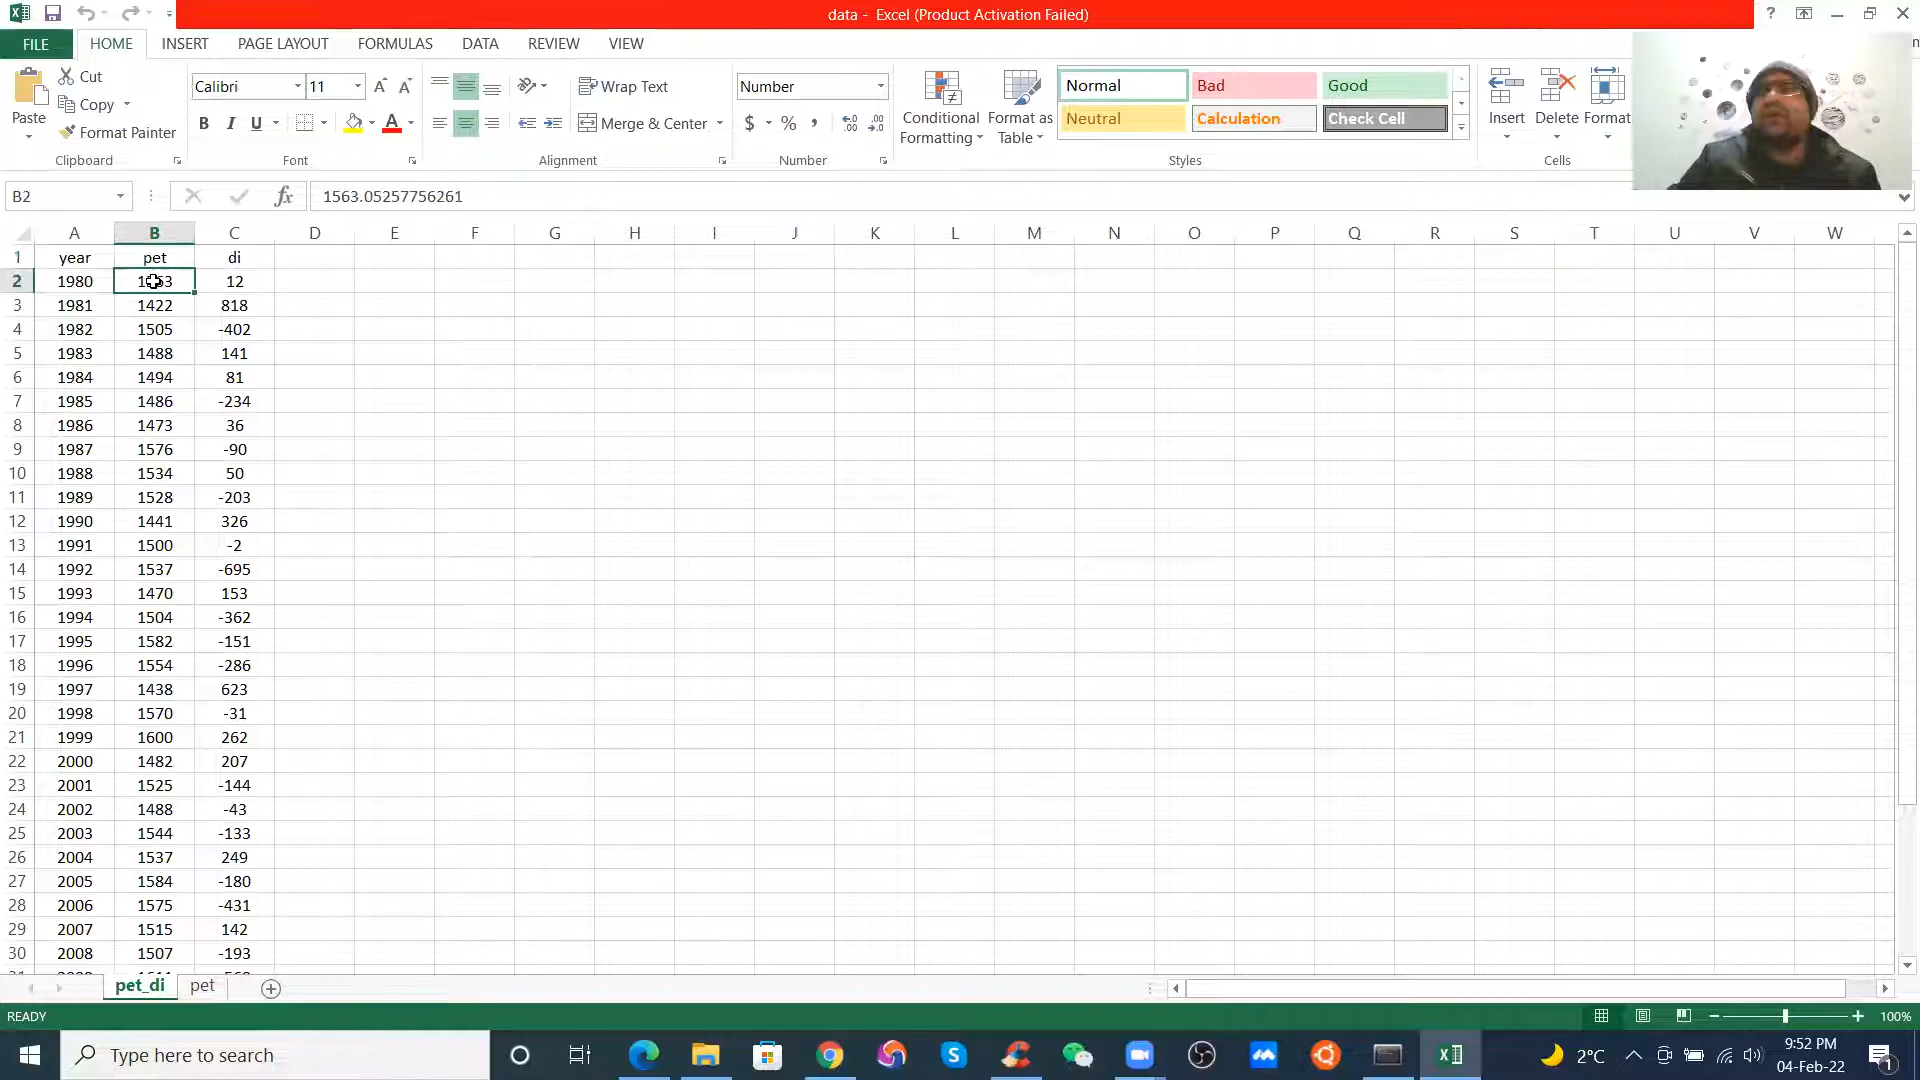 data - Excel (Product Activation Failed)
FILE HOME INSERT PAGE LAYOUT FORMULAS DATA REVIEW VIEW
Paste
Cut
Copy
Format Painter
Clipboard
Calibri 11
B I U A
Font
Wrap Text
Merge & Center
Alignment
Number
$ % ,
Number
Conditional Formatting
Format as Table
Normal Bad Good
Neutral Calculation Check Cell
Styles
Insert Delete Format
Cells
B2 fx 1563.05257756261
A B C D E F G H I J K L M N O P Q R S T U V W
1 year pet di
2 1980 12
3 1981 1422 818
4 1982 1505 -402
5 1983 1488 141
6 1984 1494 81
7 1985 1486 -234
8 1986 1473 36
9 1987 1576 -90
10 1988 1534 50
11 1989 1528 -203
12 1990 1441 326
13 1991 1500 -2
14 1992 1537 -695
15 1993 1470 153
16 1994 1504 -362
17 1995 1582 -151
18 1996 1554 -286
19 1997 1438 623
20 1998 1570 -31
21 1999 1600 262
22 2000 1482 207
23 2001 1525 -144
24 2002 1488 -43
25 2003 1544 -133
26 2004 1537 249
27 2005 1584 -180
28 2006 1575 -431
29 2007 1515 142
30 2008 1507 -193
pet_di pet
READY 100%
Type here to search
2°C
9:52 PM
04-Feb-22
1